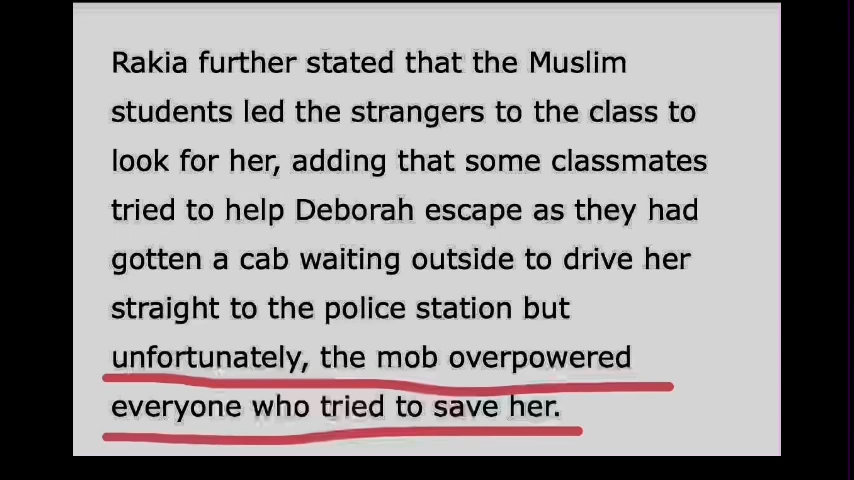 Rakia further stated that the Muslim
students led the strangers to the class to
look for her, adding that some classmates
tried to help Deborah escape as they had
gotten a cab waiting outside to drive her
straight to the police station but
unfortunately, the mob overpowered
everyone who tried to save her.